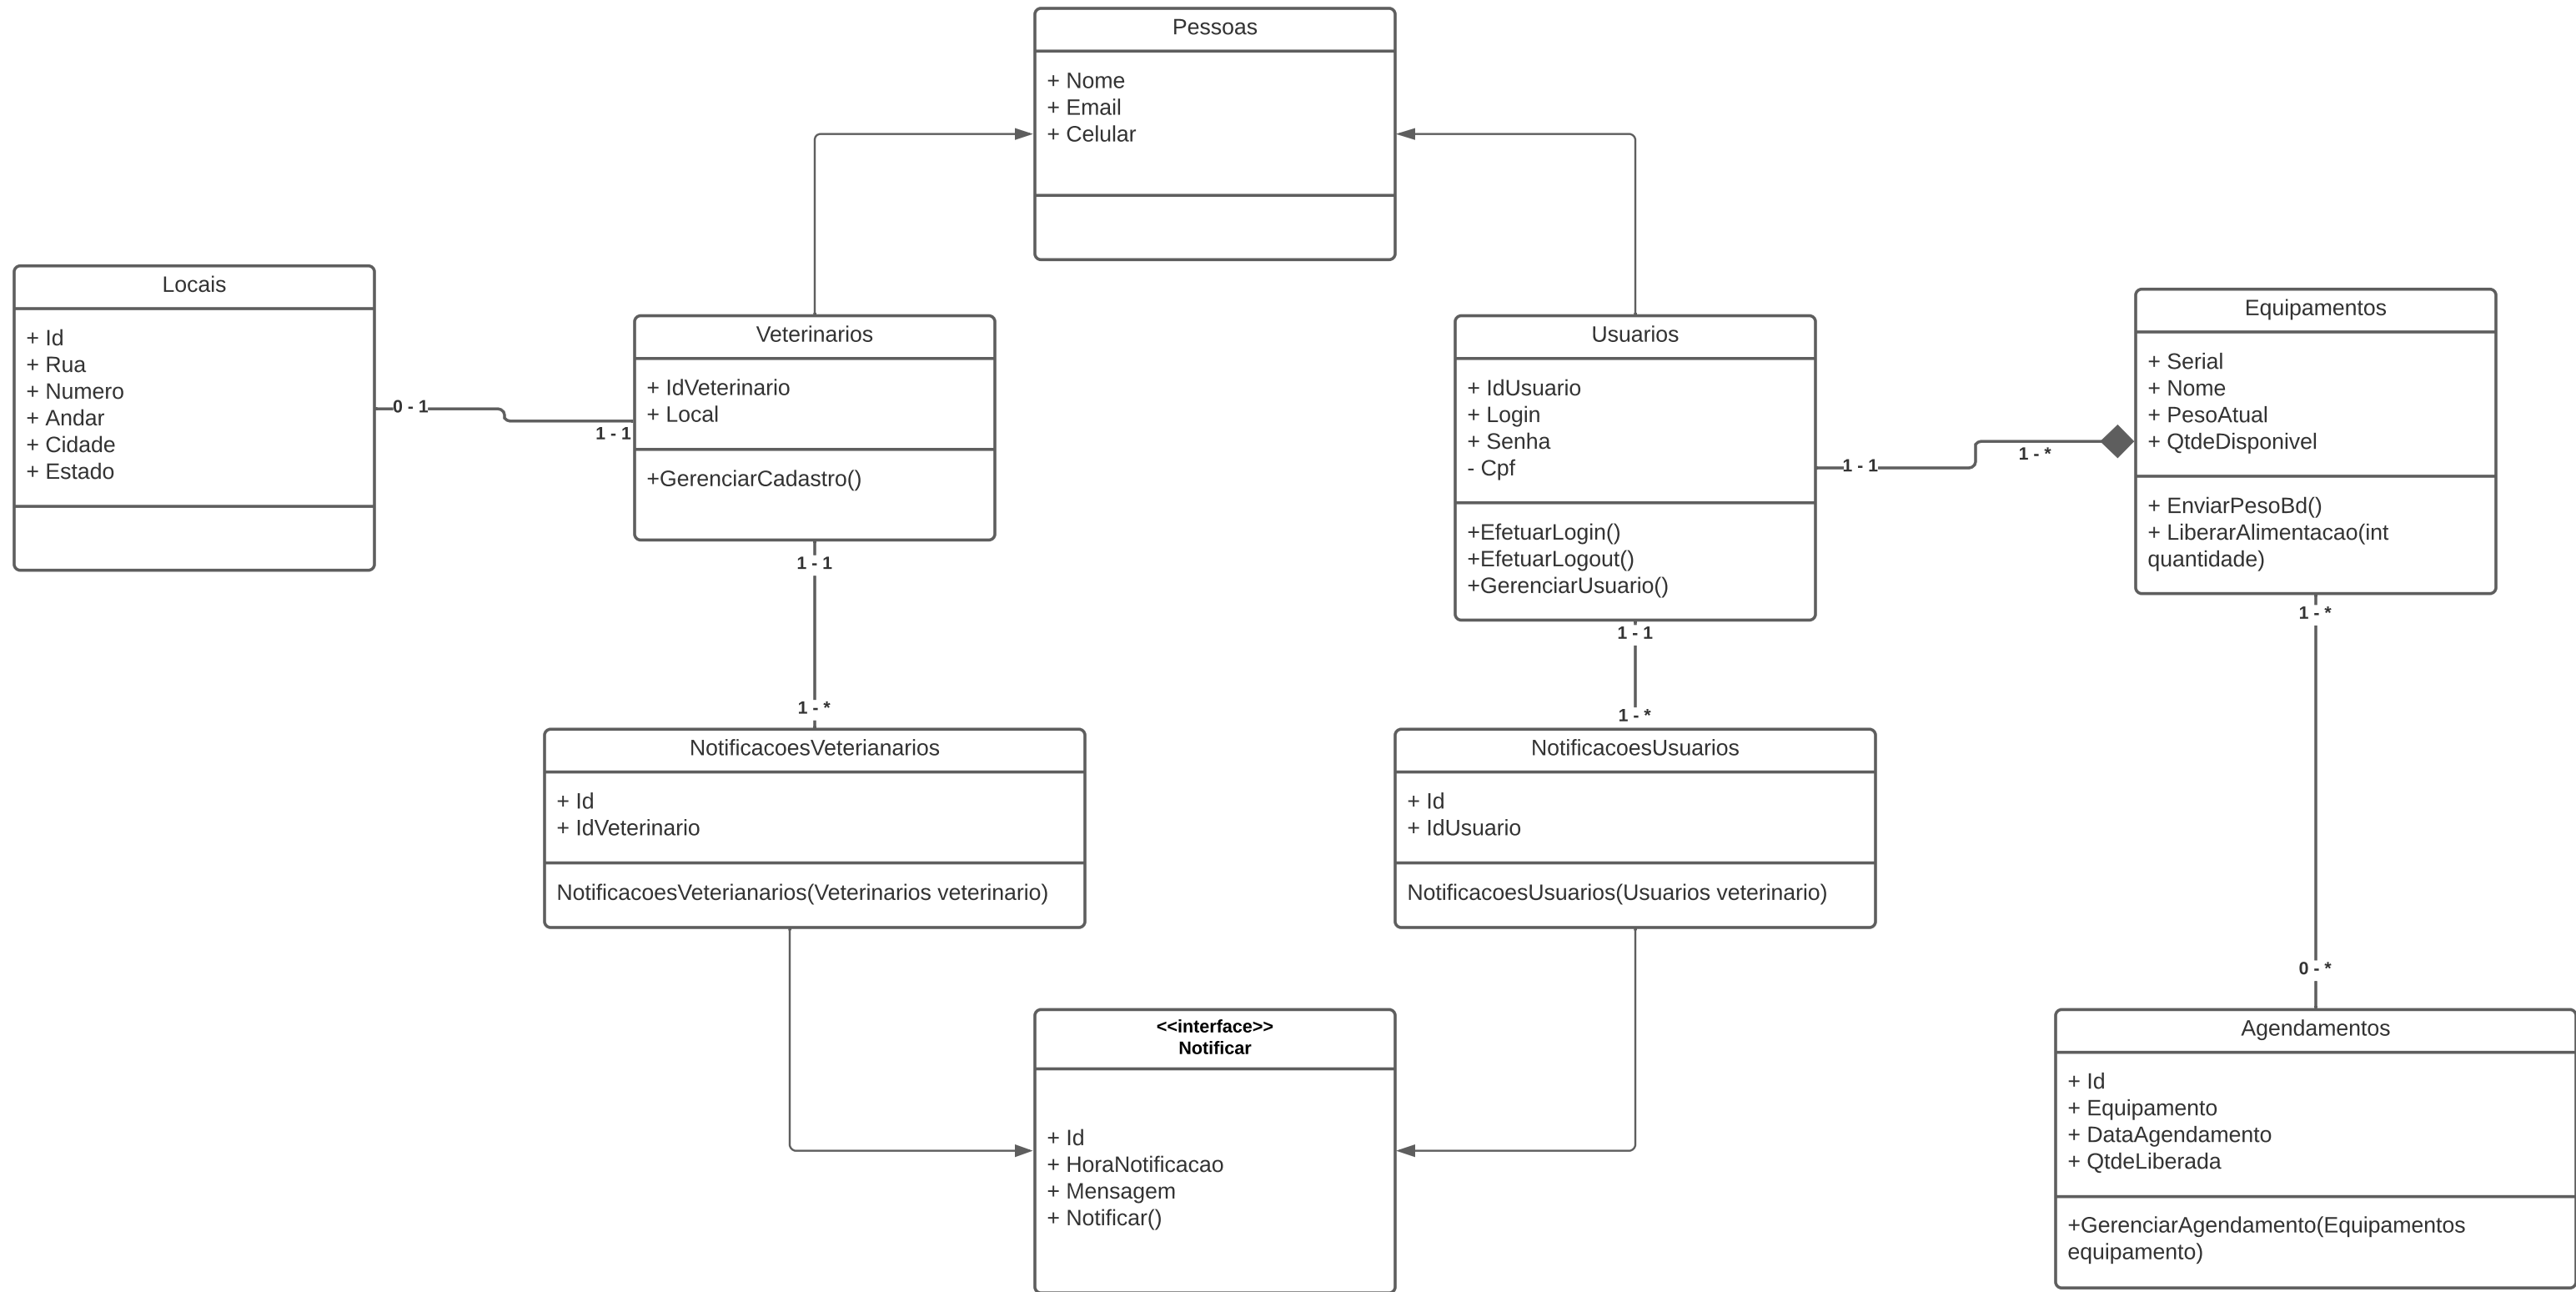 Pessoas
+ Nome
+ Email
+ Celular
Locais
+ Id
+ Rua
+ Numero
+ Andar
+ Cidade
+ Estado
0 - 1
1 - 1
Veterinarios
+ IdVeterinario
+ Local
+GerenciarCadastro()
Usuarios
+ IdUsuario
+ Login
+ Senha
- Cpf
+EfetuarLogin()
+EfetuarLogout()
+GerenciarUsuario()
1 - 1
1 - *
Equipamentos
+ Serial
+ Nome
+ PesoAtual
+ QtdeDisponivel
+ EnviarPesoBd()
+ LiberarAlimentacao(int
quantidade)
1 - 1
1 - *
1 - 1
1 - *
1 - *
0 - *
NotificacoesVeterianarios
+ Id
+ IdVeterinario
NotificacoesVeterianarios(Veterinarios veterinario)
NotificacoesUsuarios
+ Id
+ IdUsuario
NotificacoesUsuarios(Usuarios veterinario)
<<interface>>
Notificar
+ Id
+ HoraNotificacao
+ Mensagem
+ Notificar()
Agendamentos
+ Id
+ Equipamento
+ DataAgendamento
+ QtdeLiberada
+GerenciarAgendamento(Equipamentos
equipamento)